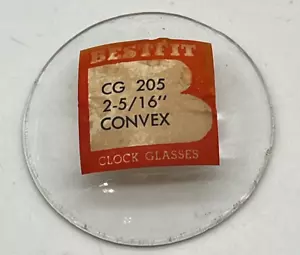 BESTFIT
CG 205
2-5/16"
CONVEX
B
CLOCK GLASSES